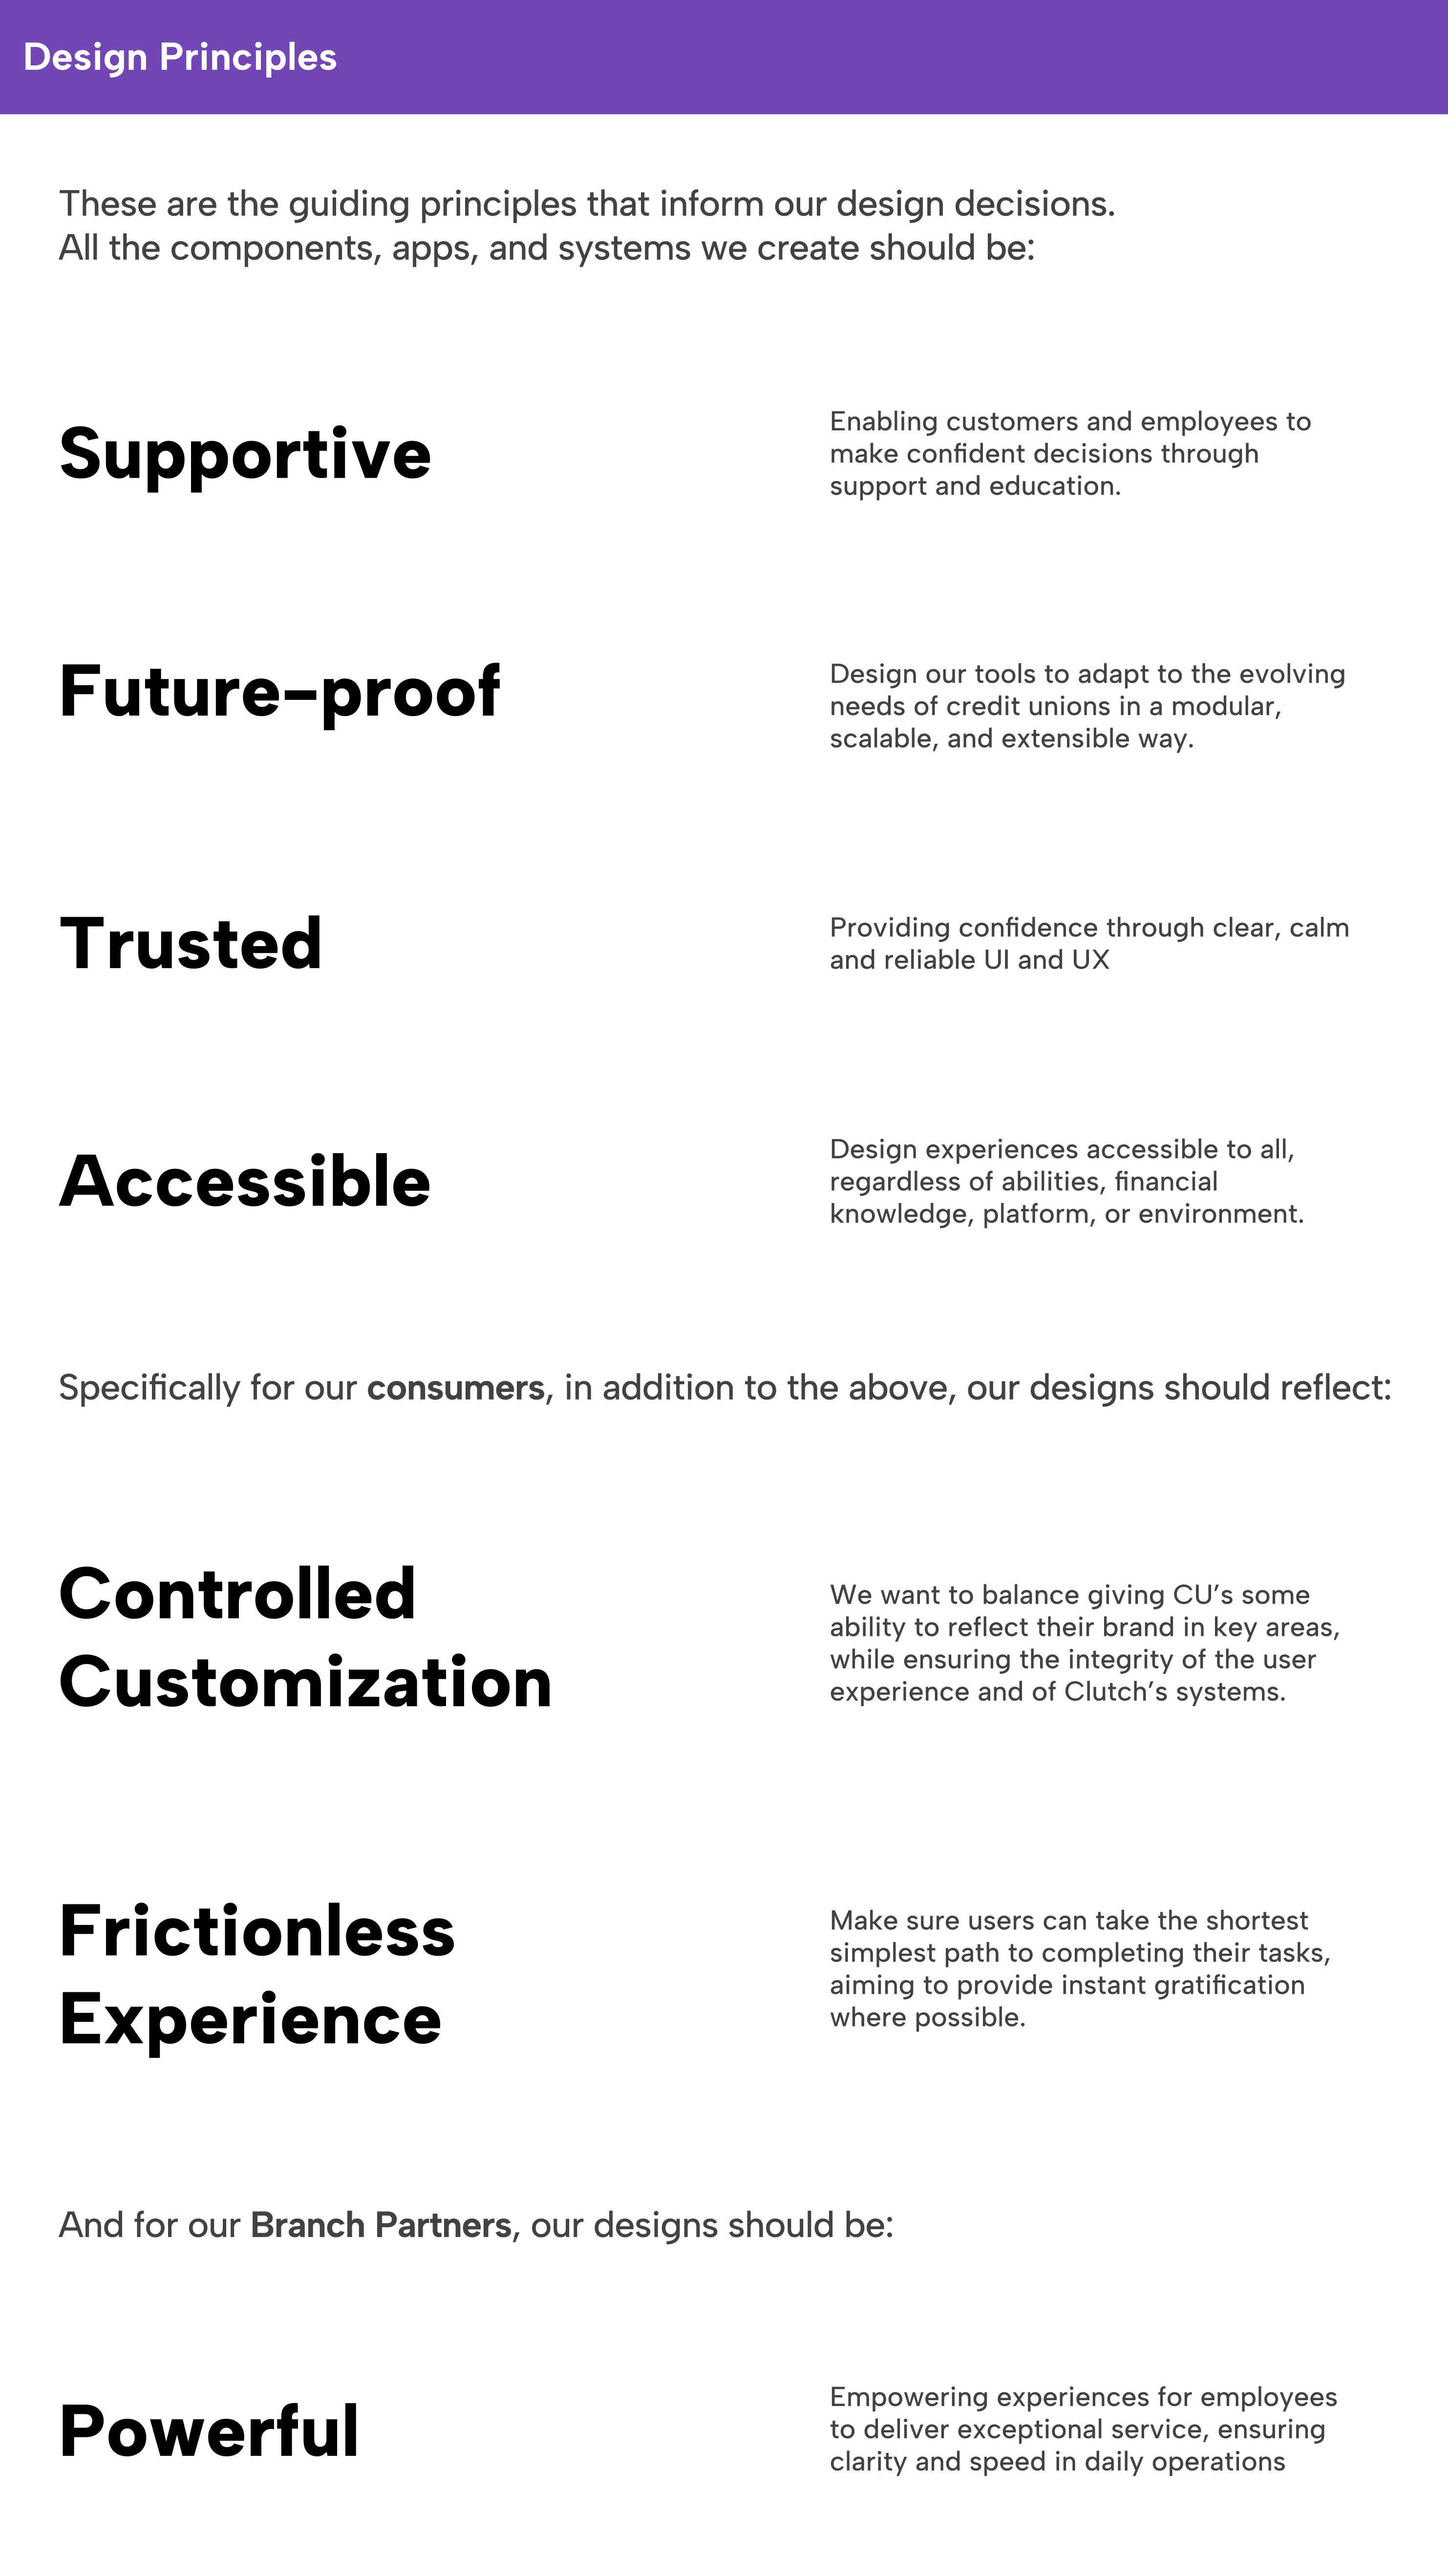 Design Principles
These are the guiding principles that inform our design decisions.
All the components, apps, and systems we create should be:
Supportive
Enabling customers and employees to
make confident decisions through
support and education.
Future-proof
Design our tools to adapt to the evolving
needs of credit unions in a modular,
scalable, and extensible way.
Trusted
Providing confidence through clear, calm
and reliable UI and UX
Accessible
Design experiences accessible to all,
regardless of abilities, financial
knowledge, platform, or environment.
Specifically for our consumers, in addition to the above, our designs should reflect:
Controlled
Customization
We want to balance giving CU’s some
ability to reflect their brand in key areas,
while ensuring the integrity of the user
experience and of Clutch’s systems.
Frictionless
Experience
Make sure users can take the shortest
simplest path to completing their tasks,
aiming to provide instant gratification
where possible.
And for our Branch Partners, our designs should be:
Powerful
Empowering experiences for employees
to deliver exceptional service, ensuring
clarity and speed in daily operations